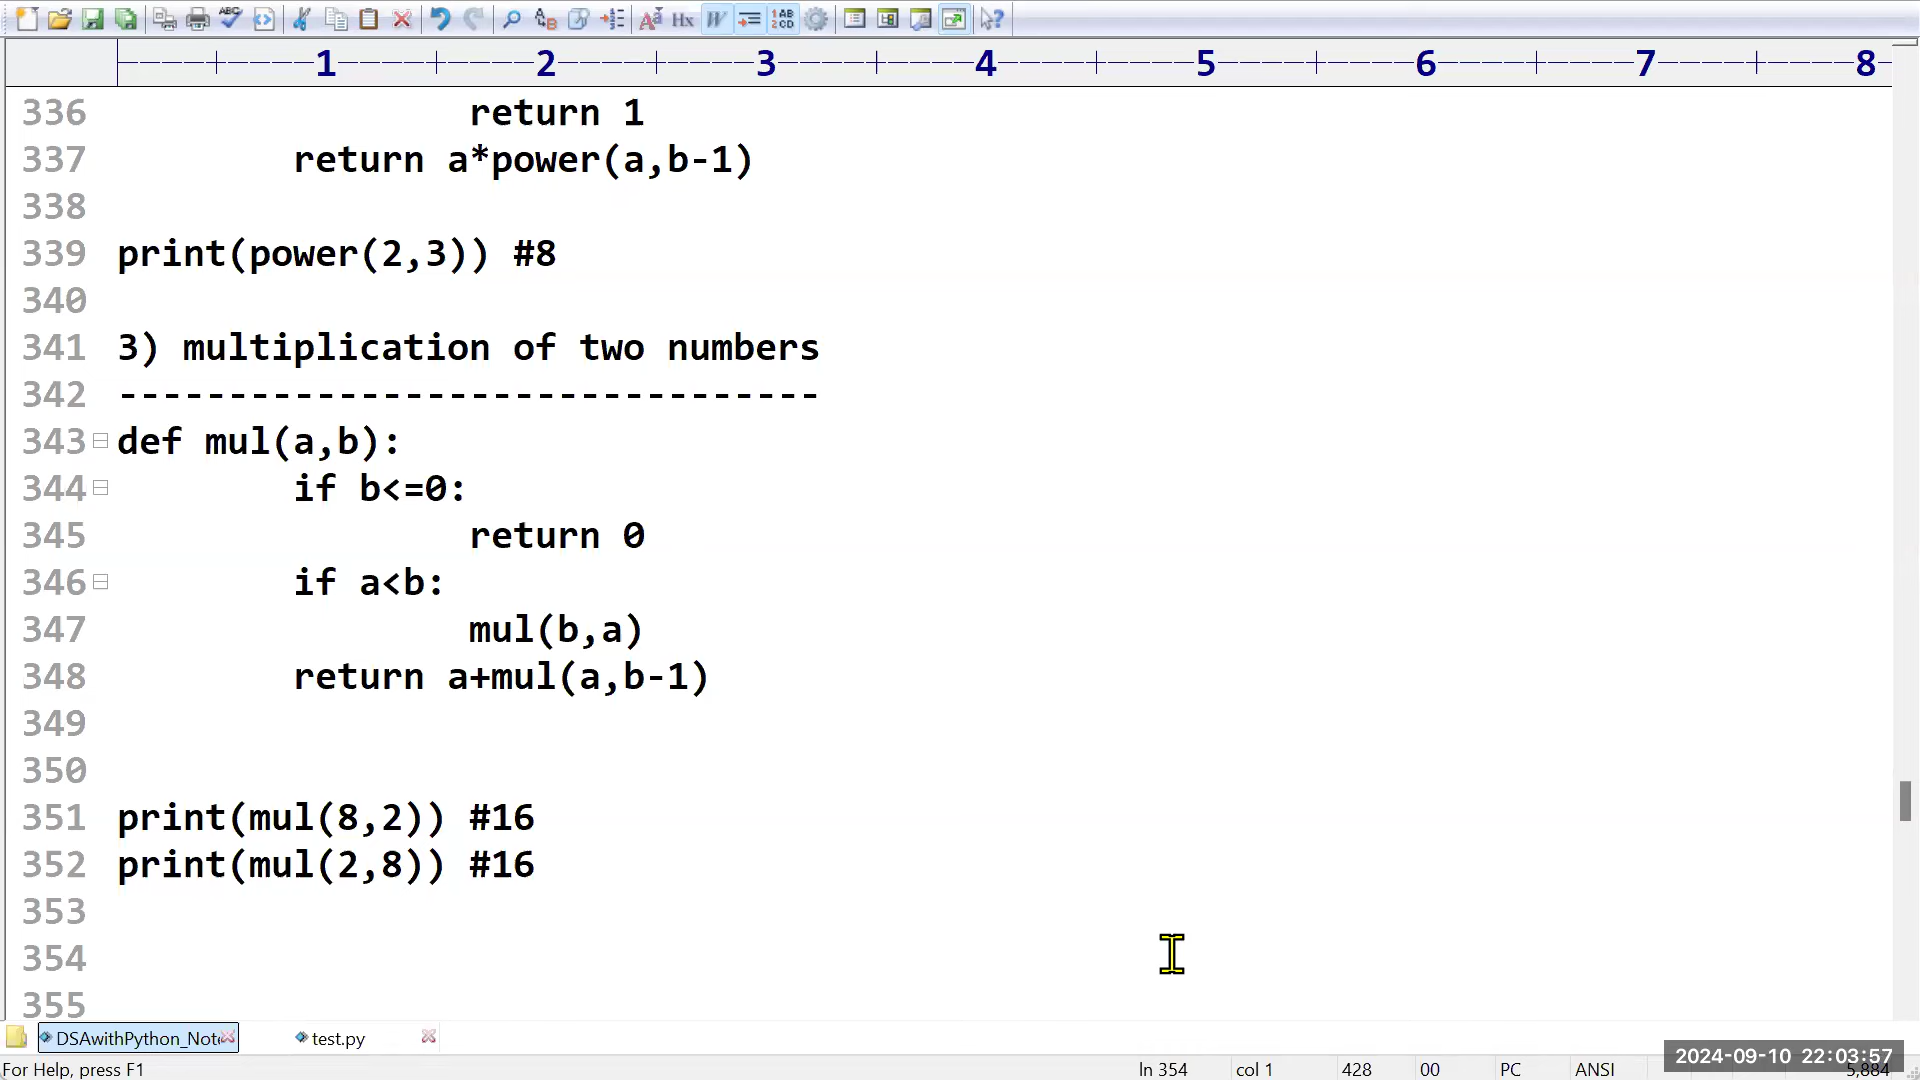 1 2 3 4 5 6 7 8
336 return 1
337 return a*power(a,b-1)
338
339 print(power(2,3)) #8
340
341 3) multiplication of two numbers
342 --------------------------------
343 def mul(a,b):
344 if b<=0:
345 return 0
346 if a<b:
347 mul(b,a)
348 return a+mul(a,b-1)
349
350
351 print(mul(8,2)) #16
352 print(mul(2,8)) #16
353
354
355
DSAwithPython_Note test.py
For Help, press F1 ln 354 col 1 428 00 PC ANSI 5,884
2024-09-10 22:03:57